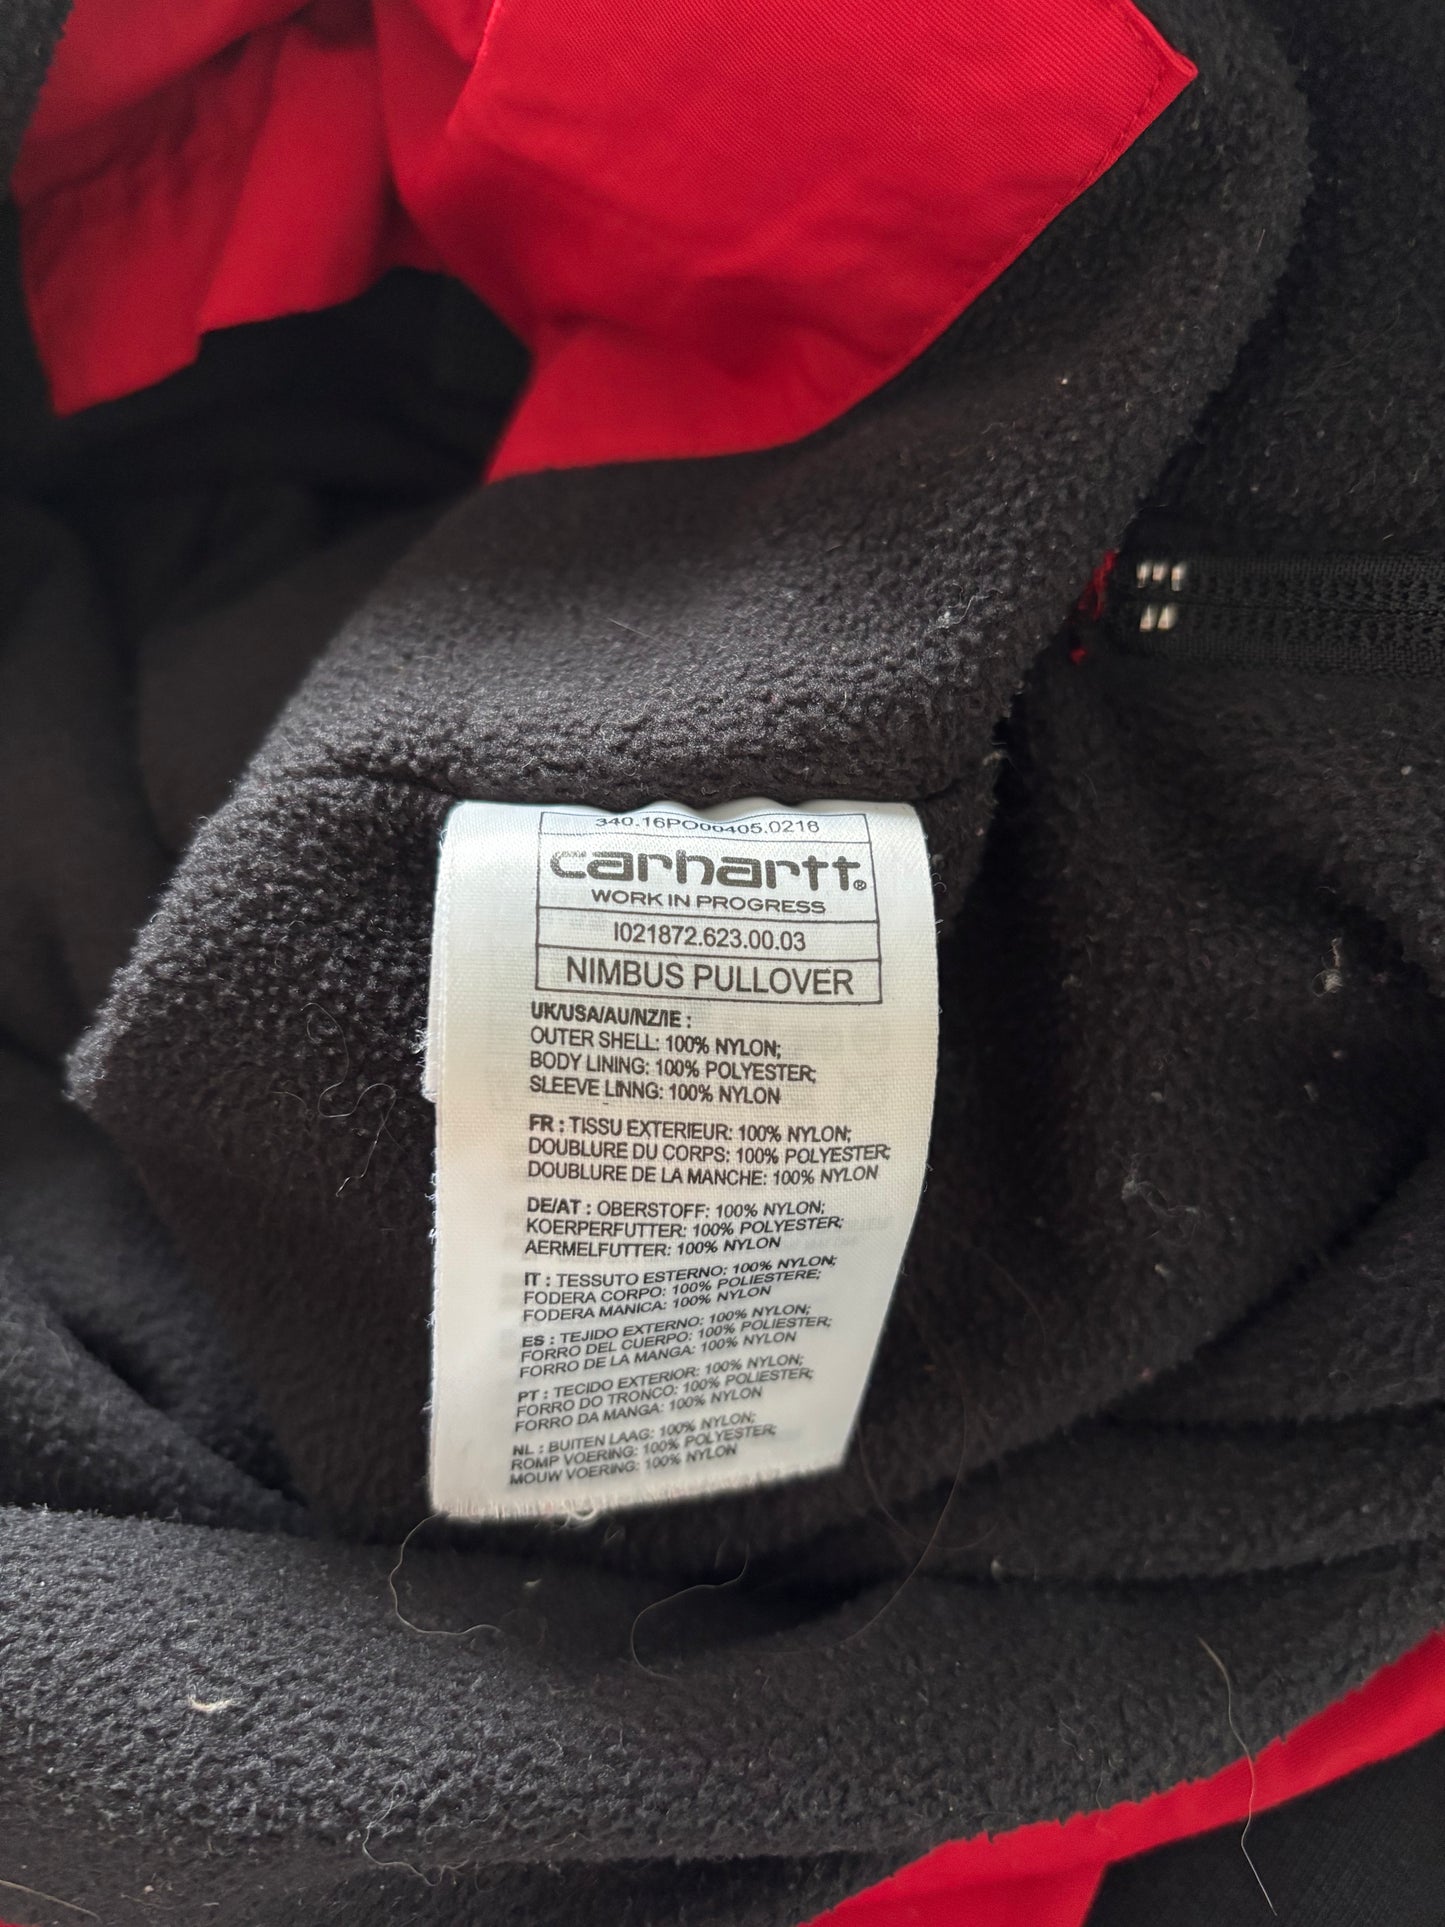 340.16PO00405.0216
carhartt®
WORK IN PROGRESS
I021872.623.00.03
NIMBUS PULLOVER
UK/USA/AU/NZ/IE :
OUTER SHELL: 100% NYLON;
BODY LINING: 100% POLYESTER;
SLEEVE LINNG: 100% NYLON
FR : TISSU EXTERIEUR: 100% NYLON;
DOUBLURE DU CORPS: 100% POLYESTER;
DOUBLURE DE LA MANCHE: 100% NYLON
DE/AT : OBERSTOFF: 100% NYLON;
KOERPERFUTTER: 100% POLYESTER;
AERMELFUTTER: 100% NYLON
IT : TESSUTO ESTERNO: 100% NYLON;
FODERA CORPO: 100% POLIESTERE;
FODERA MANICA: 100% NYLON
ES : TEJIDO EXTERNO: 100% NYLON;
FORRO DEL CUERPO: 100% POLIESTER;
FORRO DE LA MANGA: 100% NYLON
PT : TECIDO EXTERIOR: 100% NYLON;
FORRO DO TRONCO: 100% POLIESTER;
FORRO DA MANGA: 100% NYLON
NL : BUITEN LAAG: 100% NYLON;
ROMP VOERING: 100% POLYESTER;
MOUW VOERING: 100% NYLON